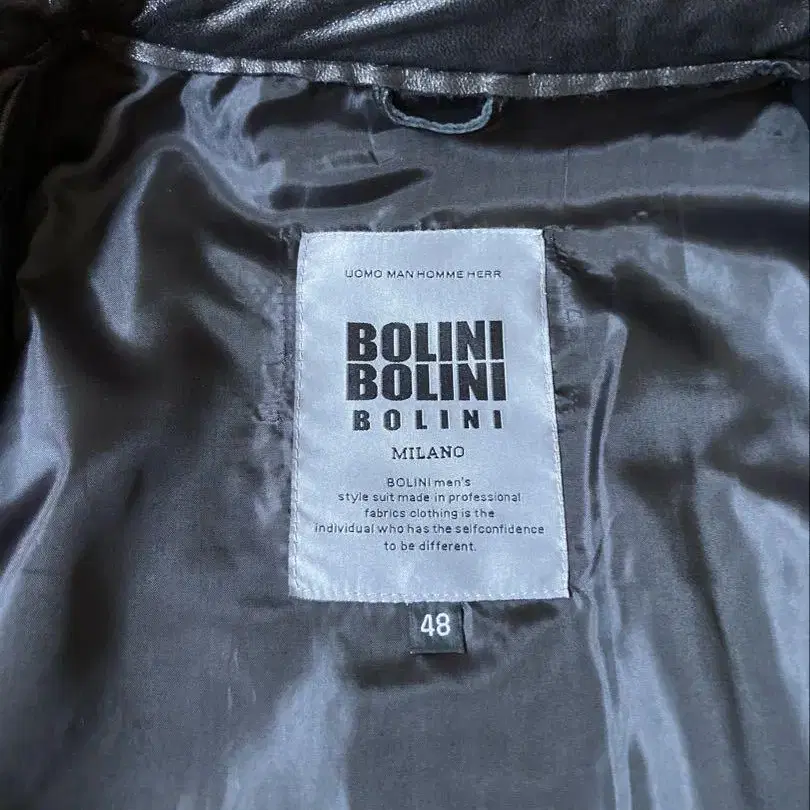 UOMO MAN HOMME HERR
BOLINI
BOLINI
BOLINI
MILANO
BOLINI men's
style suit made in professional
fabrics clothing is the
individual who has the selfconfidence
to be different.
48